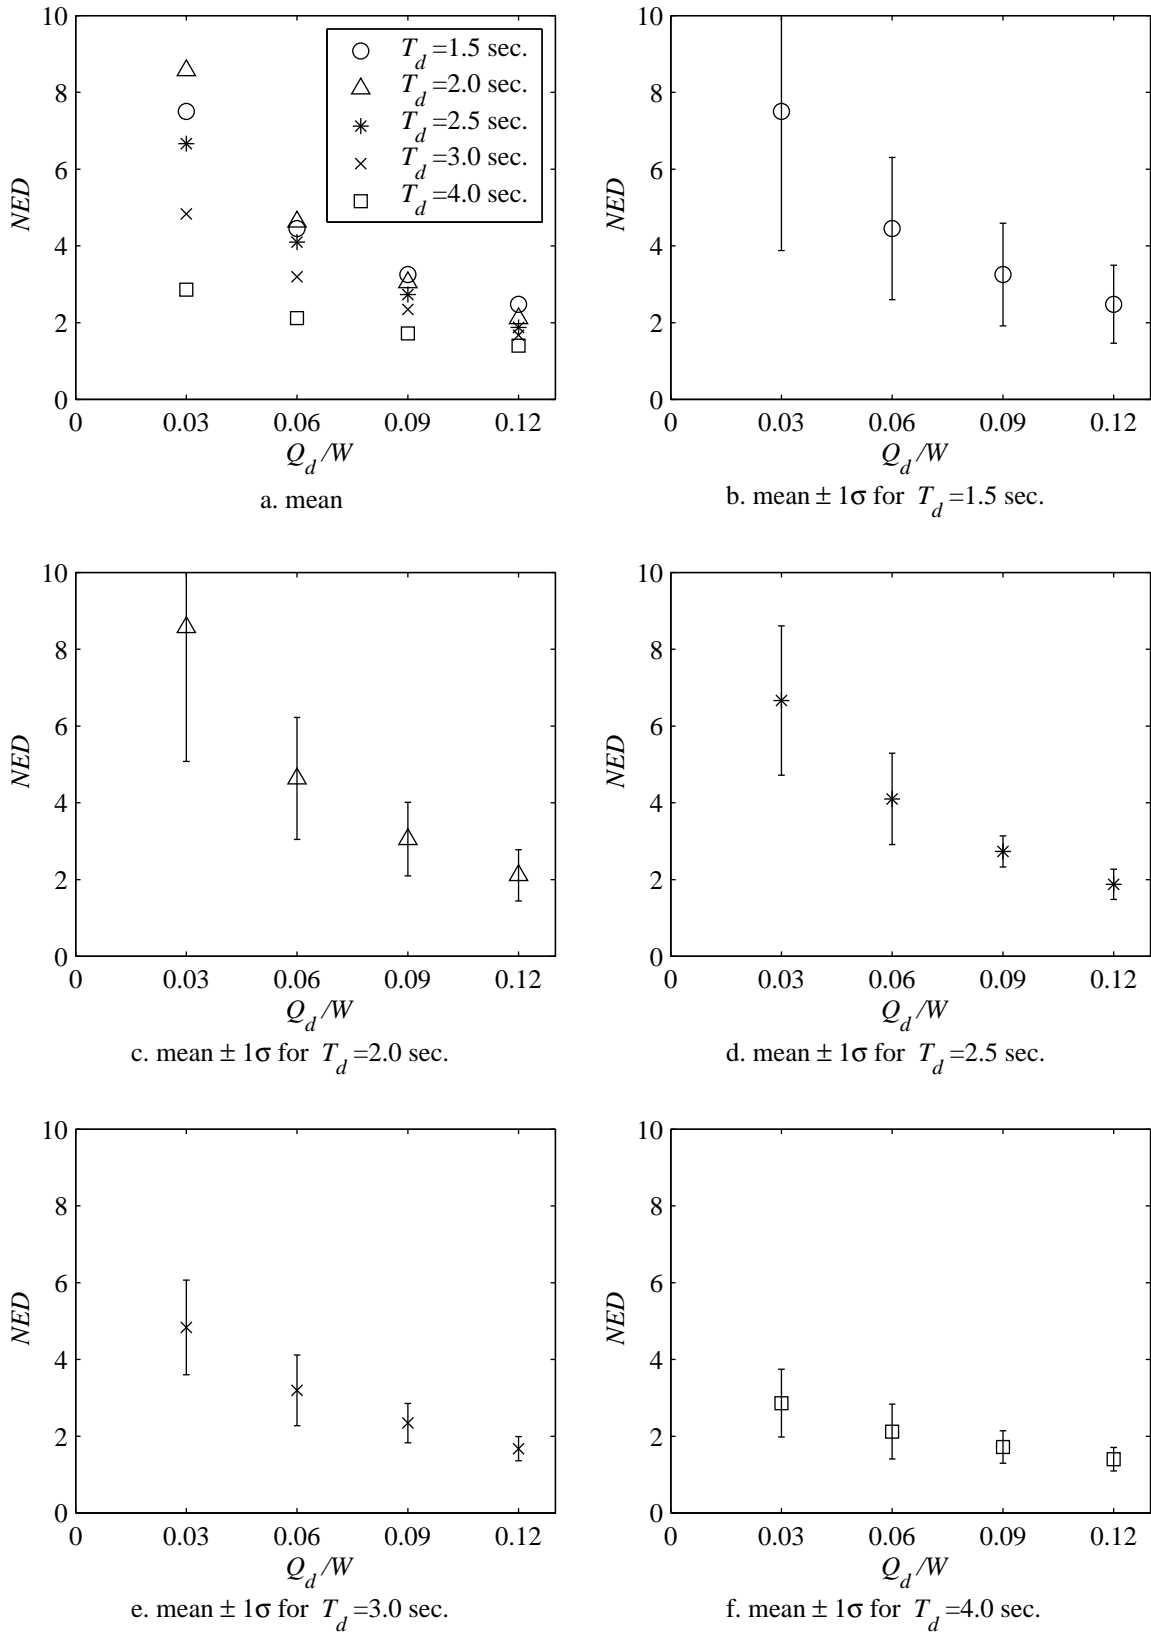 10
8
6
4
2
0
NED
T_d =1.5 sec.
T_d =2.0 sec.
T_d =2.5 sec.
T_d =3.0 sec.
T_d =4.0 sec.
0 0.03 0.06 0.09 0.12
Q_d /W
a. mean
10
8
6
4
2
0
NED
0 0.03 0.06 0.09 0.12
Q_d /W
b. mean ± 1σ for T_d =1.5 sec.
10
8
6
4
2
0
NED
0 0.03 0.06 0.09 0.12
Q_d /W
c. mean ± 1σ for T_d =2.0 sec.
10
8
6
4
2
0
NED
0 0.03 0.06 0.09 0.12
Q_d /W
d. mean ± 1σ for T_d =2.5 sec.
10
8
6
4
2
0
NED
0 0.03 0.06 0.09 0.12
Q_d /W
e. mean ± 1σ for T_d =3.0 sec.
10
8
6
4
2
0
NED
0 0.03 0.06 0.09 0.12
Q_d /W
f. mean ± 1σ for T_d =4.0 sec.